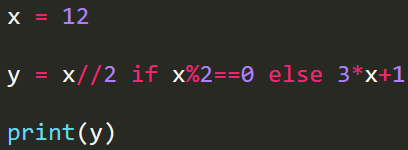 x = 12
y = x//2 if x%2==0 else 3*x+1
print(y)